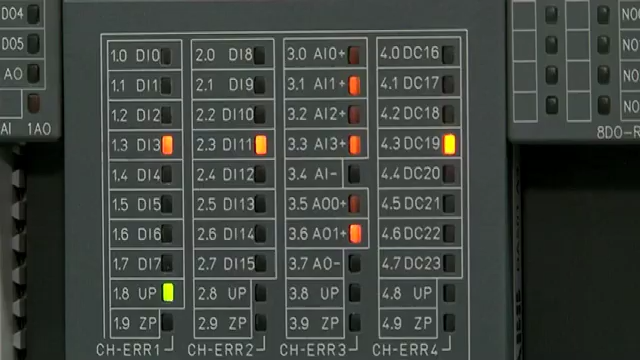 DO4
DO5
AO
AI 1AO
1.0 DI0 2.0 DI8 3.0 AI0+ 4.0 DC16
1.1 DI1 2.1 DI9 3.1 AI1+ 4.1 DC17
1.2 DI2 2.2 DI10 3.2 AI2+ 4.2 DC18
1.3 DI3 2.3 DI11 3.3 AI3+ 4.3 DC19
1.4 DI4 2.4 DI12 3.4 AI- 4.4 DC20
1.5 DI5 2.5 DI13 3.5 AO0+ 4.5 DC21
1.6 DI6 2.6 DI14 3.6 AO1+ 4.6 DC22
1.7 DI7 2.7 DI15 3.7 AO- 4.7 DC23
1.8 UP 2.8 UP 3.8 UP 4.8 UP
1.9 ZP 2.9 ZP 3.9 ZP 4.9 ZP
CH-ERR1 CH-ERR2 CH-ERR3 CH-ERR4
NO
NO
NO
NO
8DO-R